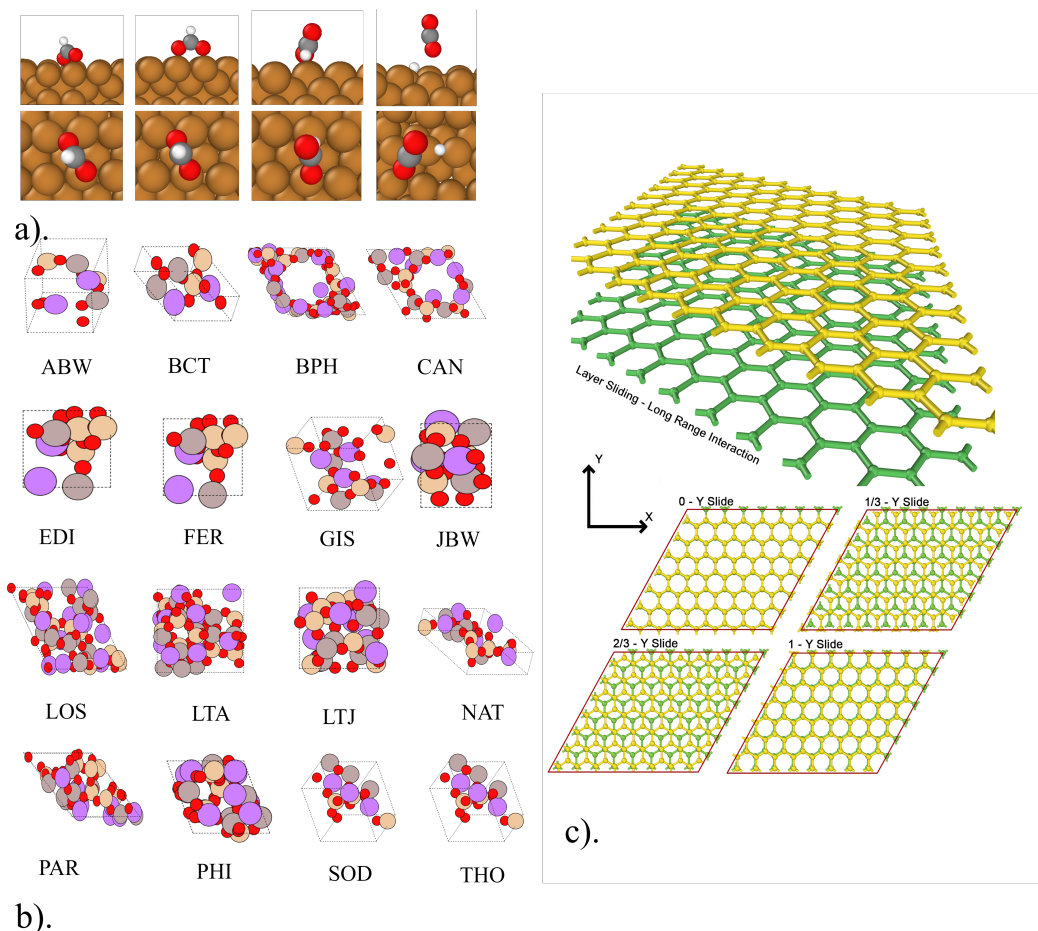 a).
ABW BCT BPH CAN
EDI FER GIS JBW
LOS LTA LTJ NAT
PAR PHI SOD THO
b).
Layer Sliding - Long Range Interaction
Y
X
0 - Y Slide
1/3 - Y Slide
2/3 - Y Slide
1 - Y Slide
c).